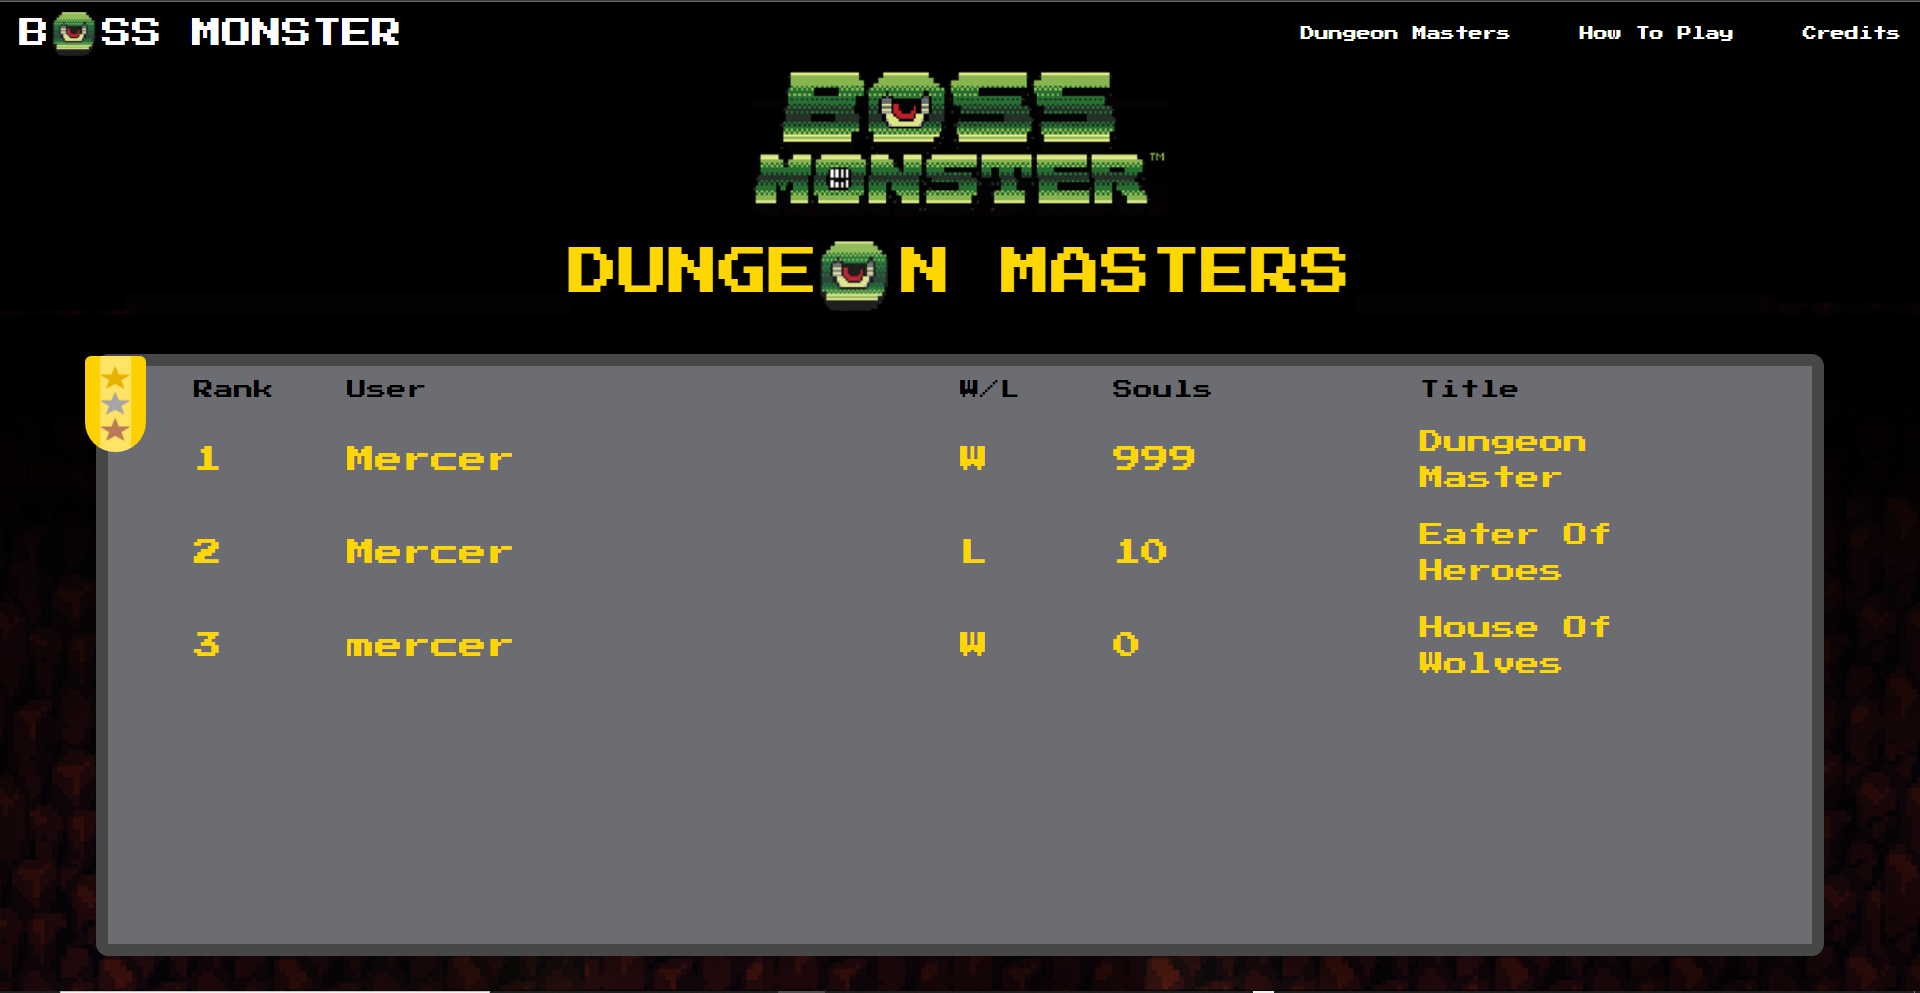 BOSS MONSTER
Dungeon Masters How To Play Credits
BOSS
MONSTER™
DUNGEON MASTERS
Rank User W/L Souls Title
1 Mercer W 999 Dungeon Master
2 Mercer L 10 Eater Of Heroes
3 mercer W 0 House Of Wolves